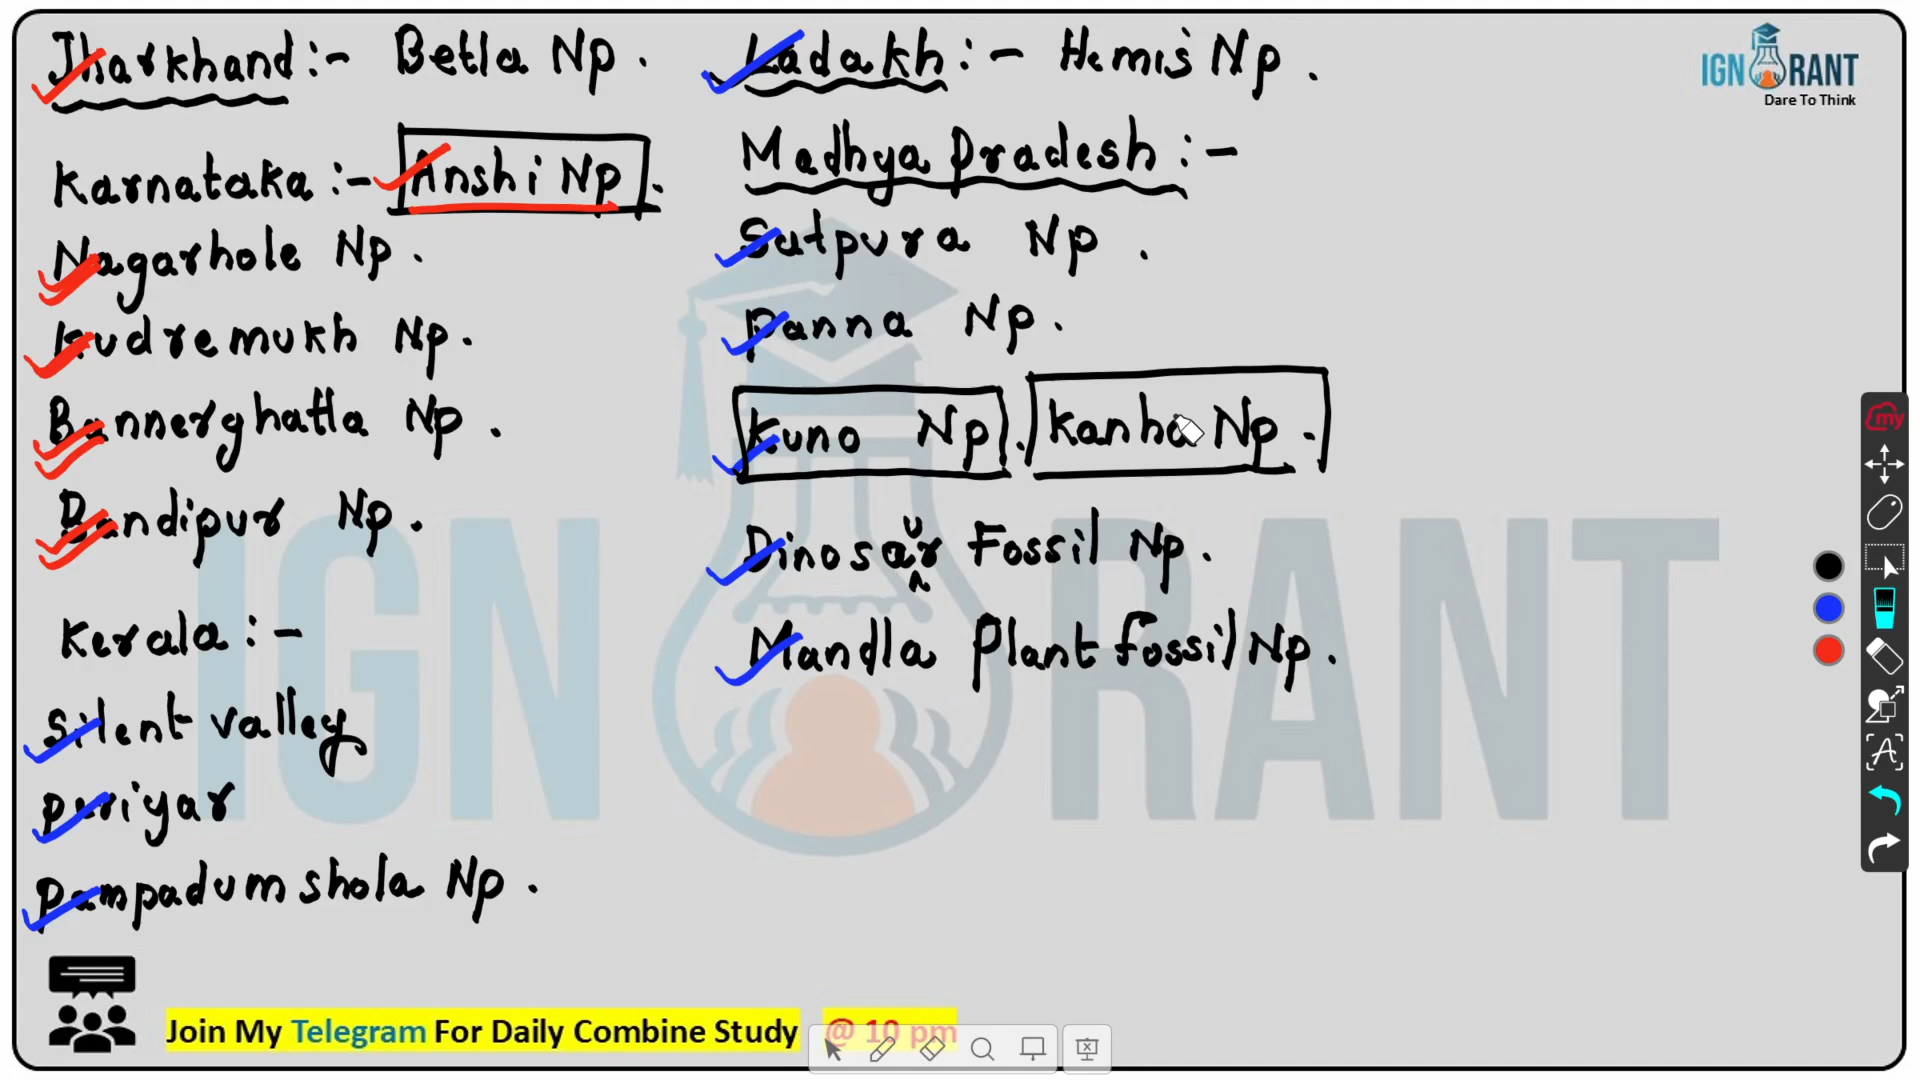 Jharkhand :- Betla Np .
Karnataka :- Anshi Np .
Nagarhole Np .
Kudremukh Np .
Bannerghatta Np .
Bandipur Np .
Kerala :-
Silent valley
Periyar
Pampadum shola Np .
Ladakh :- Hemis Np .
Madhya Pradesh :-
Satpura Np .
Panna Np .
Kuno Np . Kanha Np .
Dinosaur Fossil Np .
Mandla Plant fossil Np .
IGNORANT
Dare To Think
IGNORANT
Join My Telegram For Daily Combine Study @ 10 pm
my